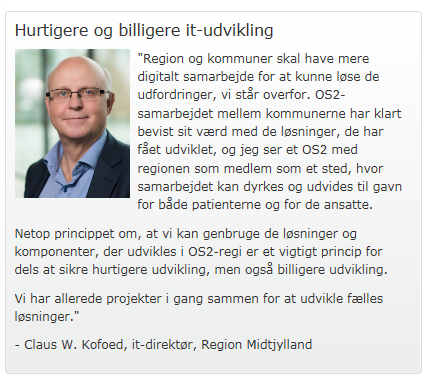 Hurtigere og billigere it-udvikling
"Region og kommuner skal have mere
digitalt samarbejde for at kunne løse de
udfordringer, vi står overfor. OS2-
samarbejdet mellem kommunerne har klart
bevist sit værd med de løsninger, de har
fået udviklet, og jeg ser et OS2 med
regionen som medlem som et sted, hvor
samarbejdet kan dyrkes og udvides til gavn
for både patienterne og for de ansatte.
Netop princippet om, at vi kan genbruge de løsninger og
komponenter, der udvikles i OS2-regi er et vigtigt princip for
dels at sikre hurtigere udvikling, men også billigere udvikling.
Vi har allerede projekter i gang sammen for at udvikle fælles
løsninger."
- Claus W. Kofoed, it-direktør, Region Midtjylland